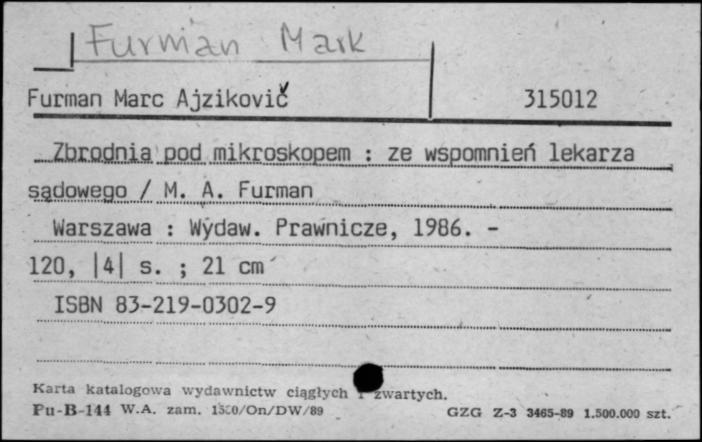 Furman Mark
Furman Marc Ajzikovič 315012
Zbrodnia pod mikroskopem : ze wspomnień lekarza
sądowego / M. A. Furman
Warszawa : Wydaw. Prawnicze, 1986. -
120, |4| s. ; 21 cm
ISBN 83-219-0302-9
Karta katalogowa wydawnictw ciągłych i zwartych.
Pu-B-144 W.A. zam. /On/DW/89 GZG Z-3 3465-89 1.500.000 szt.